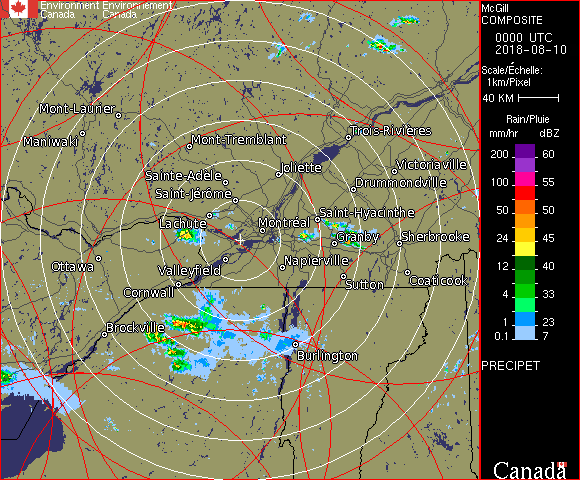 Environment Environnement
Canada Canada
McGill
COMPOSITE
0000 UTC
2018-08-10
Scale/Échelle:
1km/Pixel
40 KM
Rain/Pluie
mm/hr dBZ
200 60
100 55
50 50
24 45
12 40
4 33
1 23
0.1 7
PRECIPET
Canada
Mont-Laurier
Maniwaki
Mont-Tremblant
Trois-Rivières
Sainte-Adèle
Joliette
Victoriaville
Saint-Jérôme
Drummondville
Lachute
Montréal
Saint-Hyacinthe
Granby
Sherbrooke
Ottawa
Valleyfield
Napierville
Cornwall
Sutton
Coaticook
Brockville
Burlington